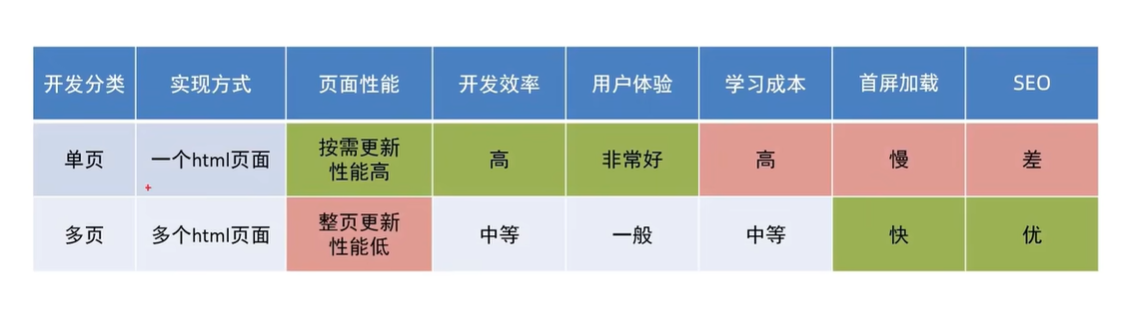 开发分类 实现方式 页面性能 开发效率 用户体验 学习成本 首屏加载 SEO
单页 一个html页面 按需更新 高 非常好 高 慢 差
性能高
多页 多个html页面 整页更新 中等 一般 中等 快 优
性能低